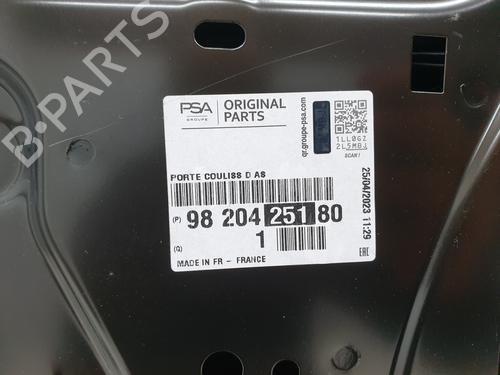 PSA
GROUPE
ORIGINAL
PARTS
qr.groupe-psa.com
1LL0GZ
2L5MBJ
SCAN!
PORTE COULISS D AS
(P) 98 204 251 80
(Q) 1
MADE IN FR - FRANCE
25/04/2023 11:29
EAC
B-PARTS